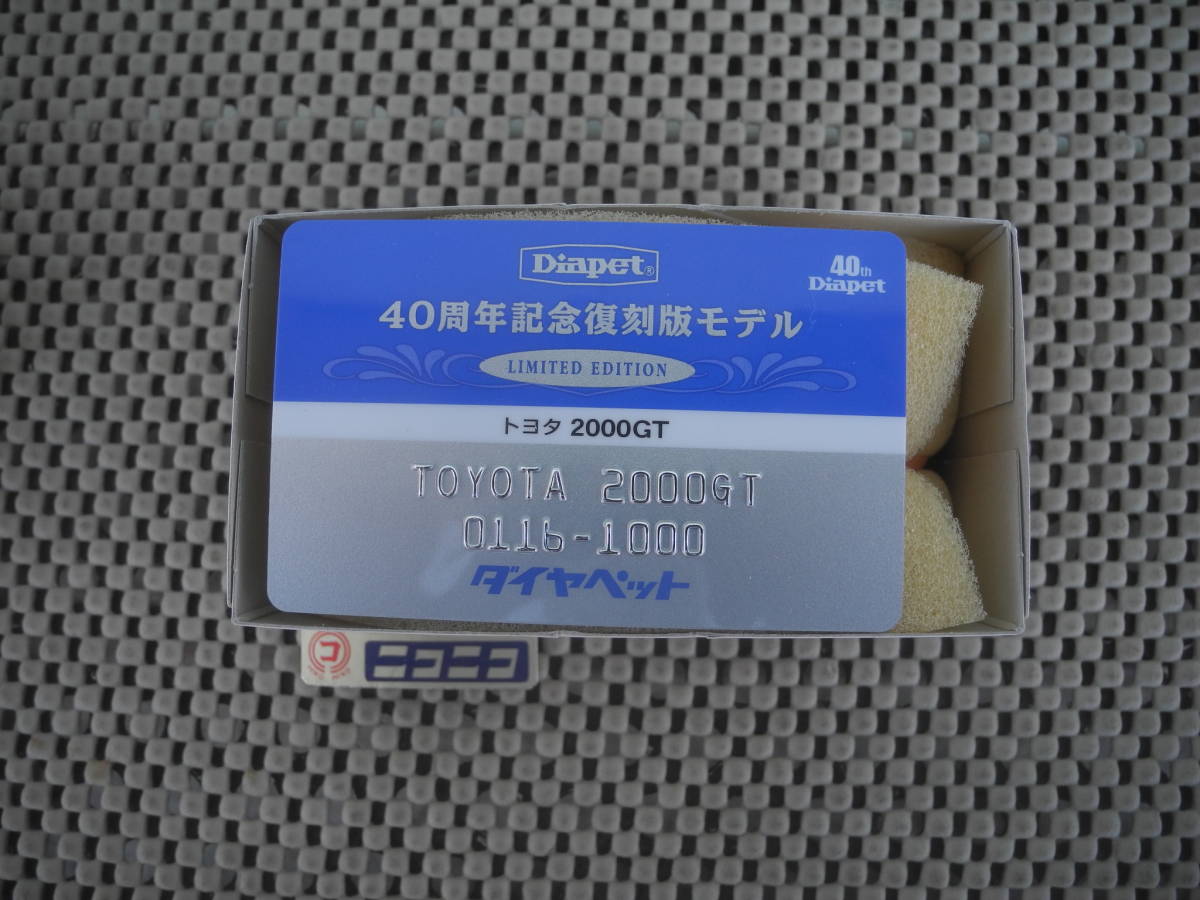 Diapet®
40th
Diapet
40周年記念復刻版モデル
LIMITED EDITION
トヨタ 2000GT
TOYOTA 2000GT
0116-1000
ダイヤペット
コ
ニコニコ